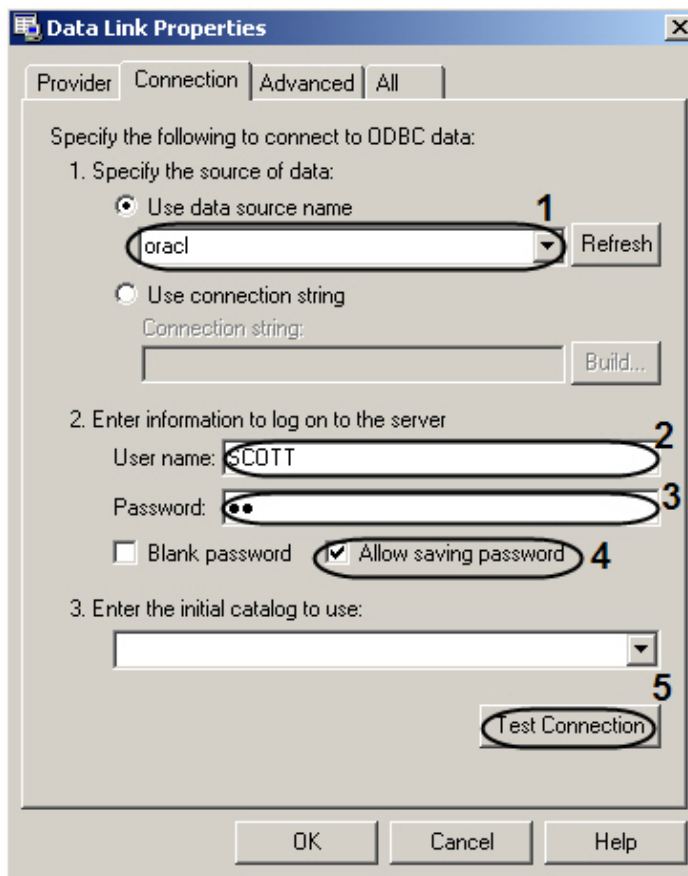 Data Link Properties
Provider Connection Advanced All
Specify the following to connect to ODBC data:
1. Specify the source of data:
Use data source name 1
oracl Refresh
Use connection string
Connection string:
Build...
2. Enter information to log on to the server
User name: SCOTT 2
Password: ●● 3
Blank password Allow saving password 4
3. Enter the initial catalog to use:
5
Test Connection
OK Cancel Help